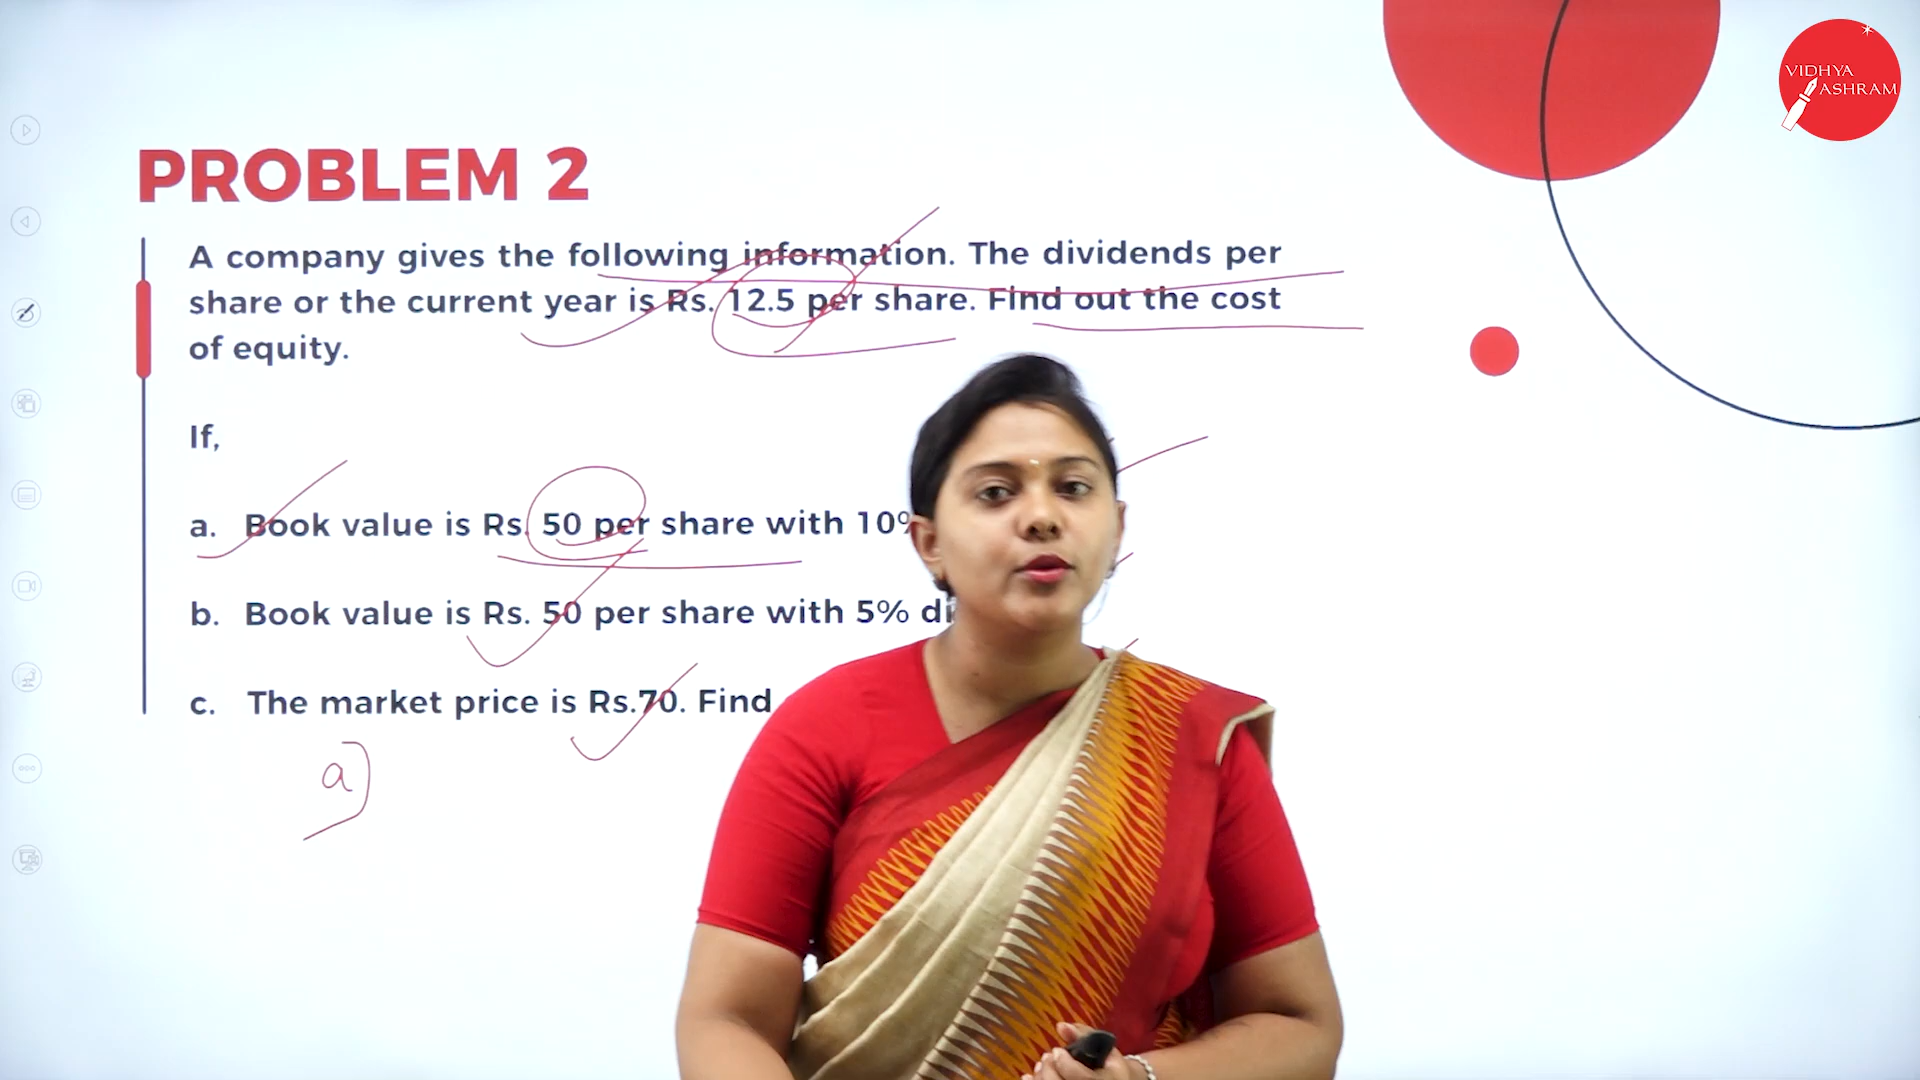 VIDHYA
ASHRAM
PROBLEM 2
A company gives the following information. The dividends per
share or the current year is Rs. 12.5 per share. Find out the cost
of equity.
If,
a. Book value is Rs. 50 per share with 10%
b. Book value is Rs. 50 per share with 5%
c. The market price is Rs.70. Find
a)